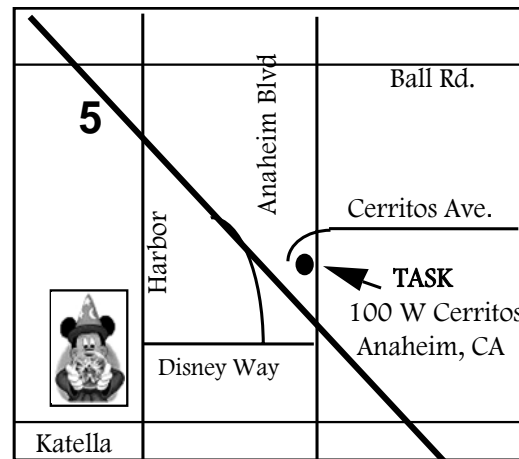 5
Anaheim Blvd
Ball Rd.
Harbor
Cerritos Ave.
TASK
100 W Cerritos
Anaheim, CA
Disney Way
Katella